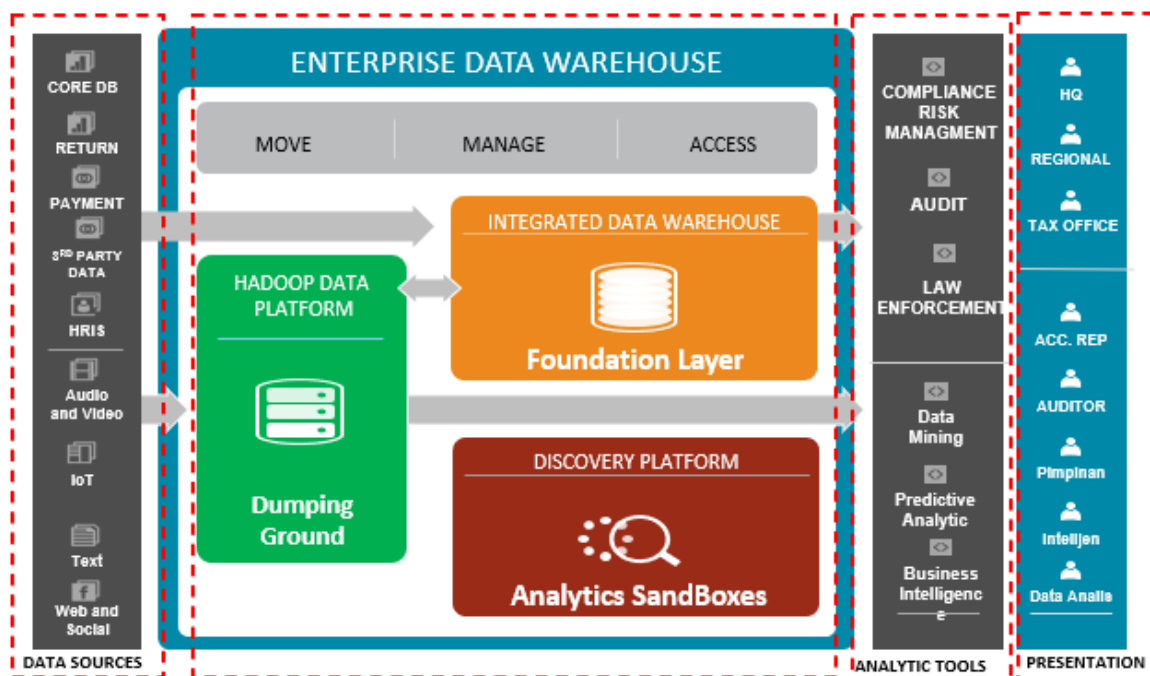 CORE DB
RETURN
PAYMENT
3RD PARTY
DATA
HRIS
Audio
and Video
IoT
Text
Web and
Social
DATA SOURCES
ENTERPRISE DATA WAREHOUSE
MOVE
MANAGE
ACCESS
HADOOP DATA
PLATFORM
Dumping
Ground
INTEGRATED DATA WAREHOUSE
Foundation Layer
DISCOVERY PLATFORM
Analytics SandBoxes
COMPLIANCE
RISK
MANAGMENT
AUDIT
LAW
ENFORCEMENT
Data
Mining
Predictive
Analytic
Business
Intelligenc
e
ANALYTIC TOOLS
HQ
REGIONAL
TAX OFFICE
ACC. REP
AUDITOR
Pimpinan
Intelijen
Data Analis
PRESENTATION